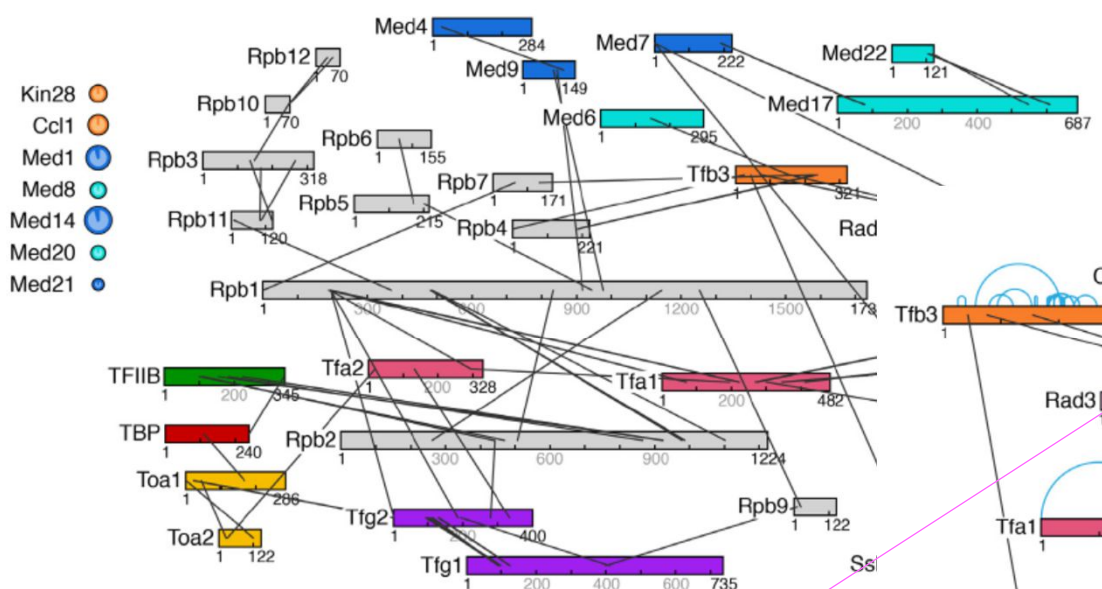 Kin28
Ccl1
Med1
Med8
Med14
Med20
Med21
Med4
1 284
Rpb12
1 70
Med9
1 149
Med7
1 222
Med22
1 121
Rpb10
1 70
Med17
1 200 400 687
Med6
1 295
Rpb6
1 155
Rpb3
1 318
Rpb7
1 171
Tfb3
1 321
Rpb5
1 215
Rpb11
1 120
Rpb4
1 221
Rad
Rpb1
1 300 600 900 1200 1500 173
Tfb3
1
C
TFIIB
1 200 345
Tfa2
1 200 328
Tfa1
1 200 482
Rad3
TBP
1 240
Rpb2
1 300 600 900 1224
Toa1
1 286
Rpb9
1 122
Tfg2
1 200 400
Toa2
1 122
Tfa1
1
Tfg1
1 200 400 600 735
Ss